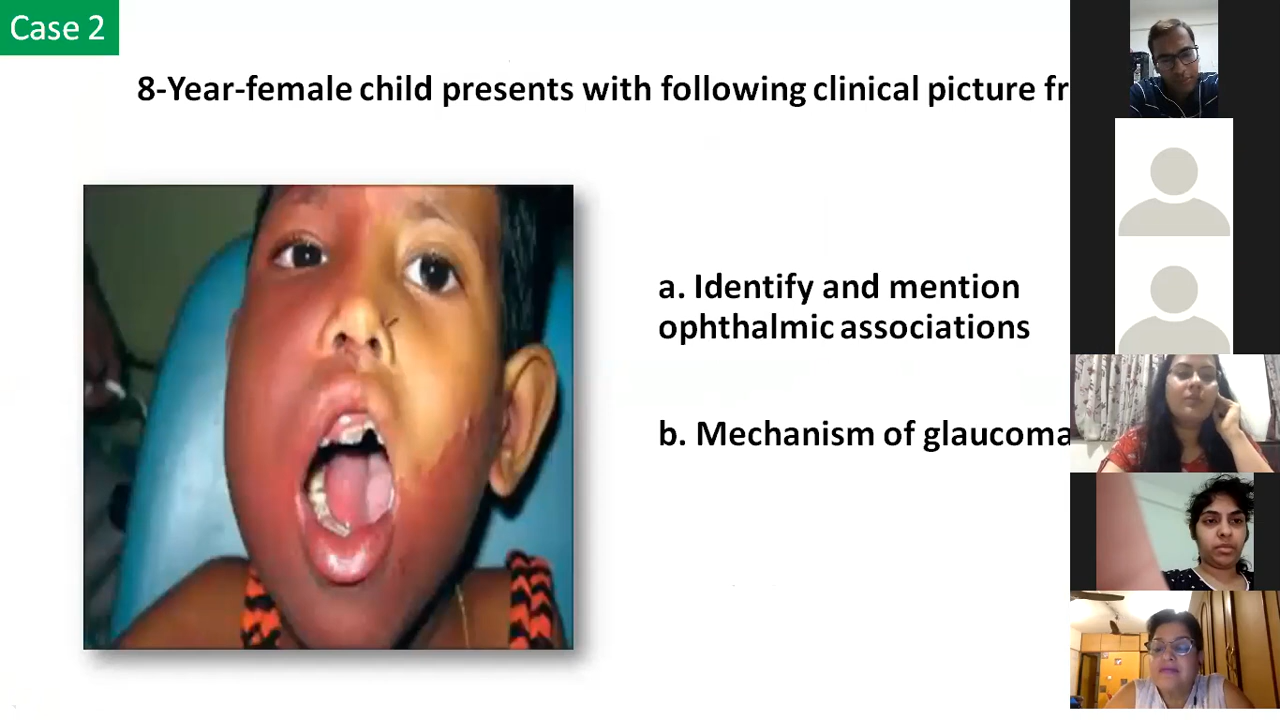 Case 2
8-Year-female child presents with following clinical picture fr
a. Identify and mention
ophthalmic associations
b. Mechanism of glaucoma